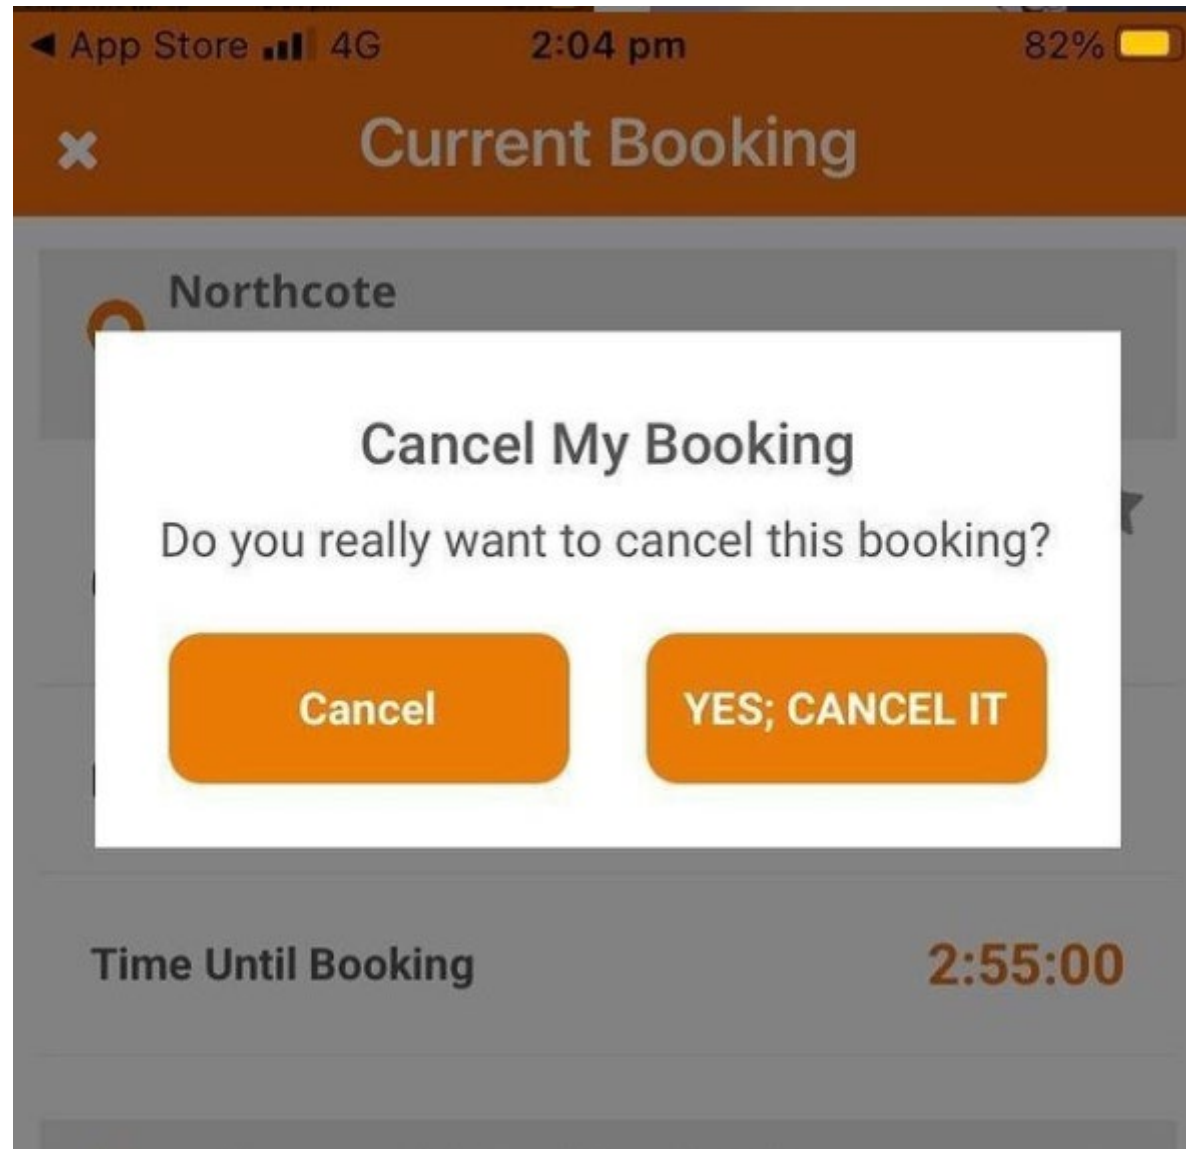 ◀ App Store 4G 2:04 pm 82%
Current Booking
Northcote
Cancel My Booking
Do you really want to cancel this booking?
Cancel YES; CANCEL IT
Time Until Booking 2:55:00